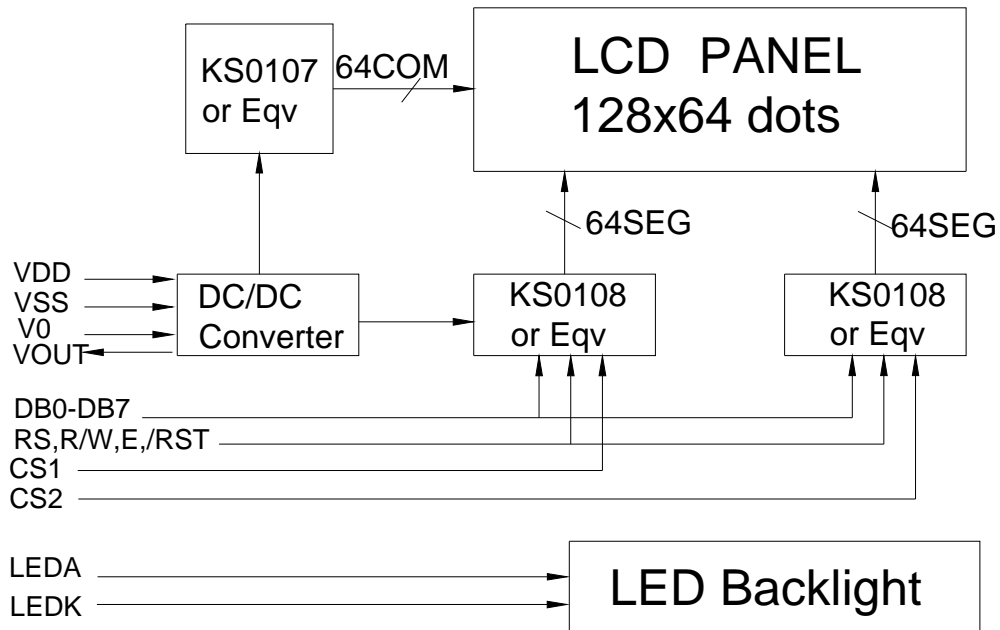 KS0107
or Eqv
64COM
LCD PANEL
128x64 dots
64SEG
64SEG
VDD
VSS
V0
VOUT
DC/DC
Converter
KS0108
or Eqv
KS0108
or Eqv
DB0-DB7
RS,R/W,E,/RST
CS1
CS2
LEDA
LEDK
LED Backlight